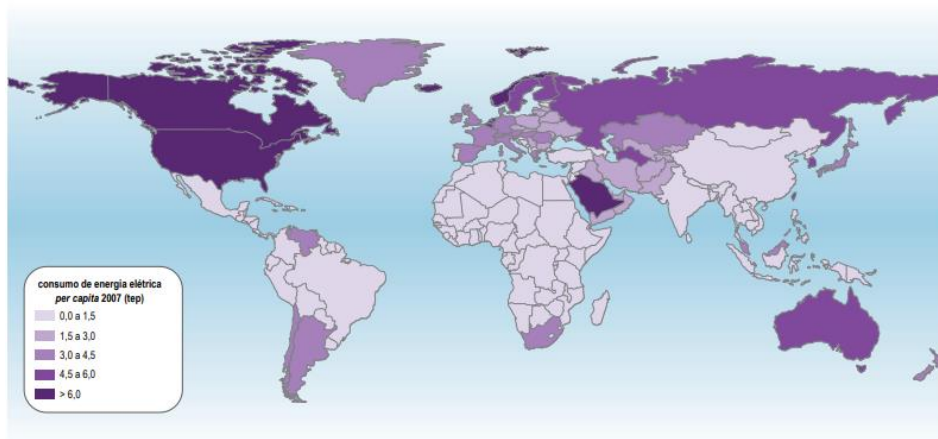 consumo de energia elétrica
per capita 2007 (tep)
0,0 a 1,5
1,5 a 3,0
3,0 a 4,5
4,5 a 6,0
> 6,0